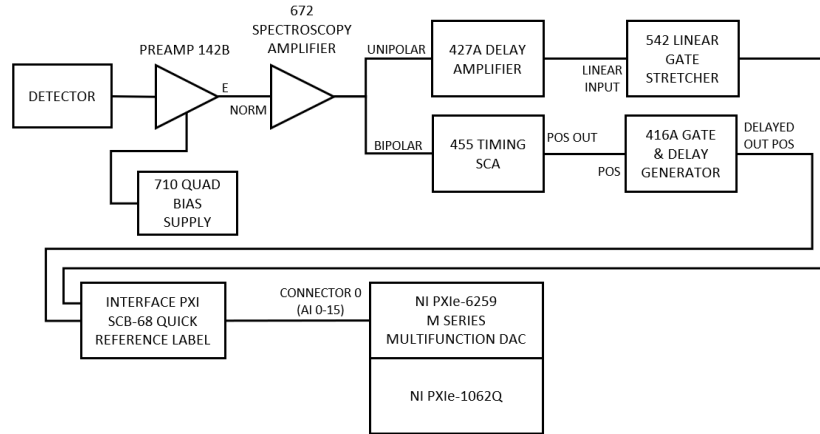 672
SPECTROSCOPY
AMPLIFIER
PREAMP 142B
DETECTOR
E
NORM
UNIPOLAR
427A DELAY
AMPLIFIER
LINEAR
INPUT
542 LINEAR
GATE
STRETCHER
BIPOLAR
455 TIMING
SCA
POS OUT
POS
416A GATE
& DELAY
GENERATOR
DELAYED
OUT POS
710 QUAD
BIAS
SUPPLY
INTERFACE PXI
SCB-68 QUICK
REFERENCE LABEL
CONNECTOR 0
(AI 0-15)
NI PXIe-6259
M SERIES
MULTIFUNCTION DAC
NI PXIe-1062Q